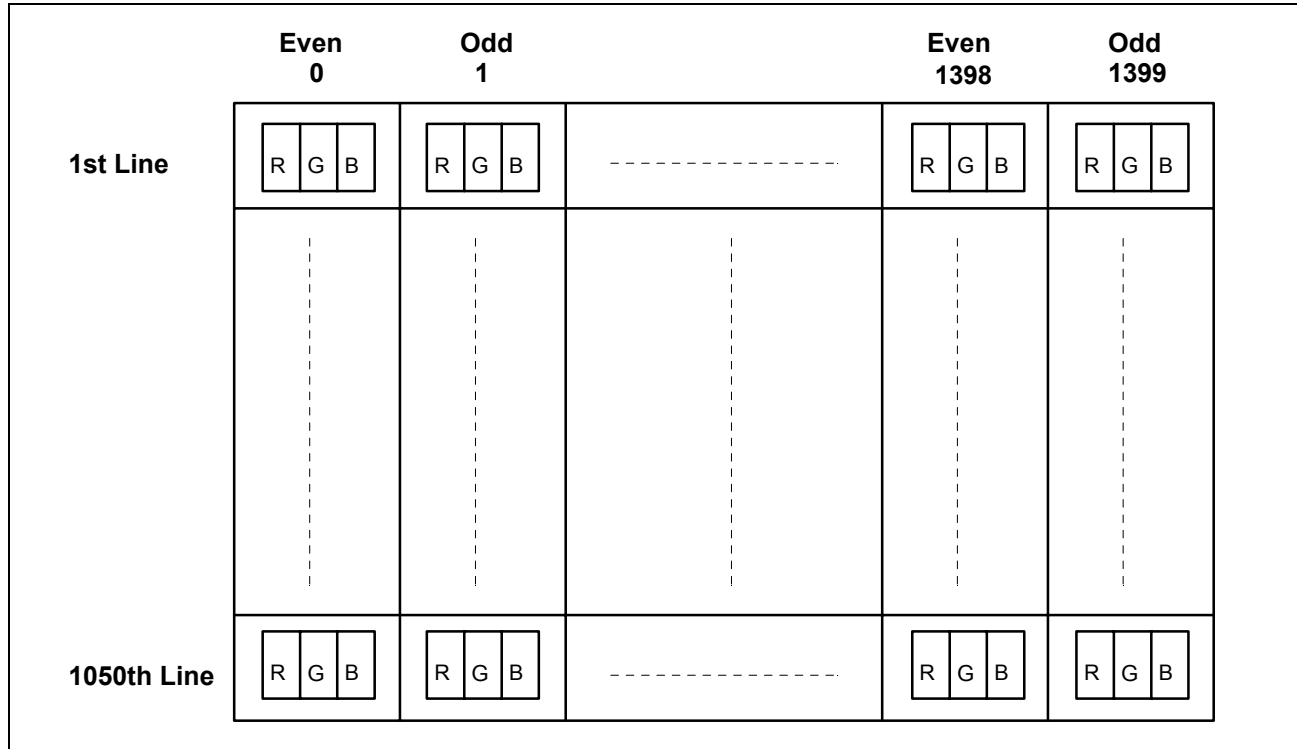 Even Odd Even Odd
0 1 1398 1399
1st Line R G B R G B R G B R G B
1050th Line R G B R G B R G B R G B